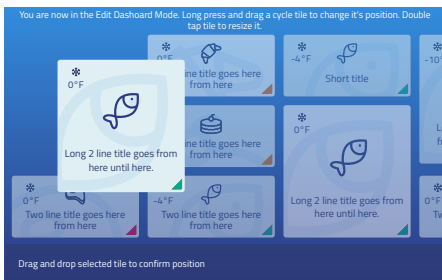 You are now in the Edit Dashoard Mode. Long press and drag a cycle tile to change it's position. Double
tap tile to resize it.
0°F
line title goes here
from here
-4°F
Short title
-10°
0°F
Long 2 line title goes from
here until here.
line title goes here
from here
0°F
Long 2 line title goes from
here until here.
0°F
Two line title goes here
from here
-4°F
Two line title goes here
from here
0°F
Drag and drop selected tile to confirm position